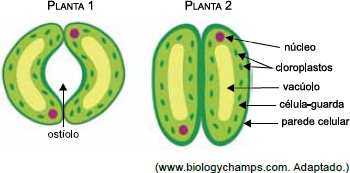 PLANTA 1
PLANTA 2
núcleo
cloroplastos
vacúolo
célula-guarda
parede celular
ostíolo
(www.biologychamps.com. Adaptado.)